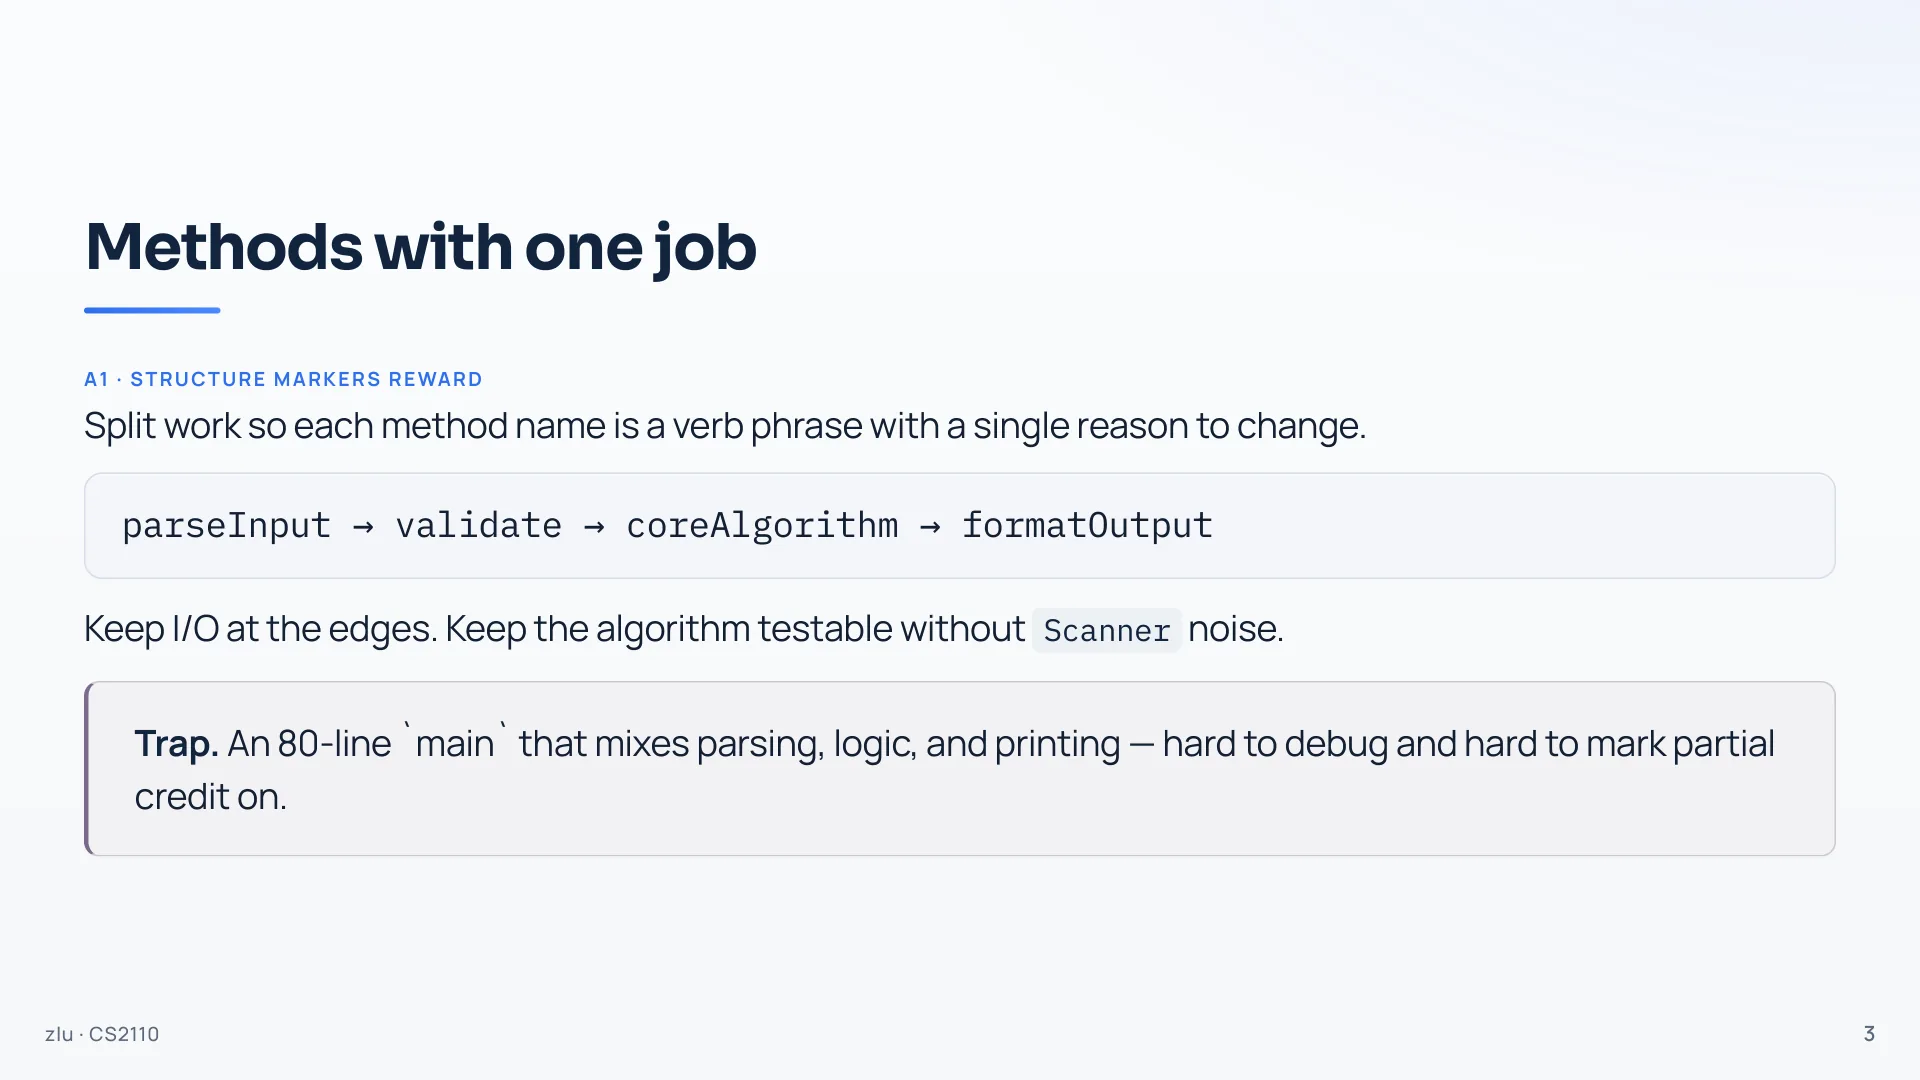 Methods with one job
A1 · STRUCTURE MARKERS REWARD
Split work so each method name is a verb phrase with a single reason to change.
parseInput → validate → coreAlgorithm → formatOutput
Keep I/O at the edges. Keep the algorithm testable without Scanner noise.
Trap. An 80-line `main` that mixes parsing, logic, and printing — hard to debug and hard to mark partial
credit on.
zlu · CS2110
3